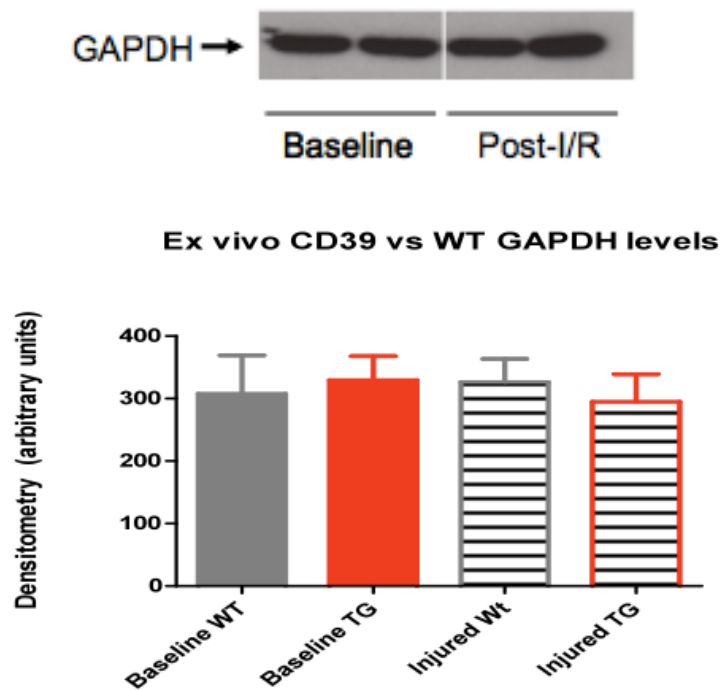 GAPDH
Baseline Post-I/R
Ex vivo CD39 vs WT GAPDH levels
Densitometry (arbitrary units)
400
300
200
100
0
Baseline WT
Baseline TG
Injured Wt
Injured TG